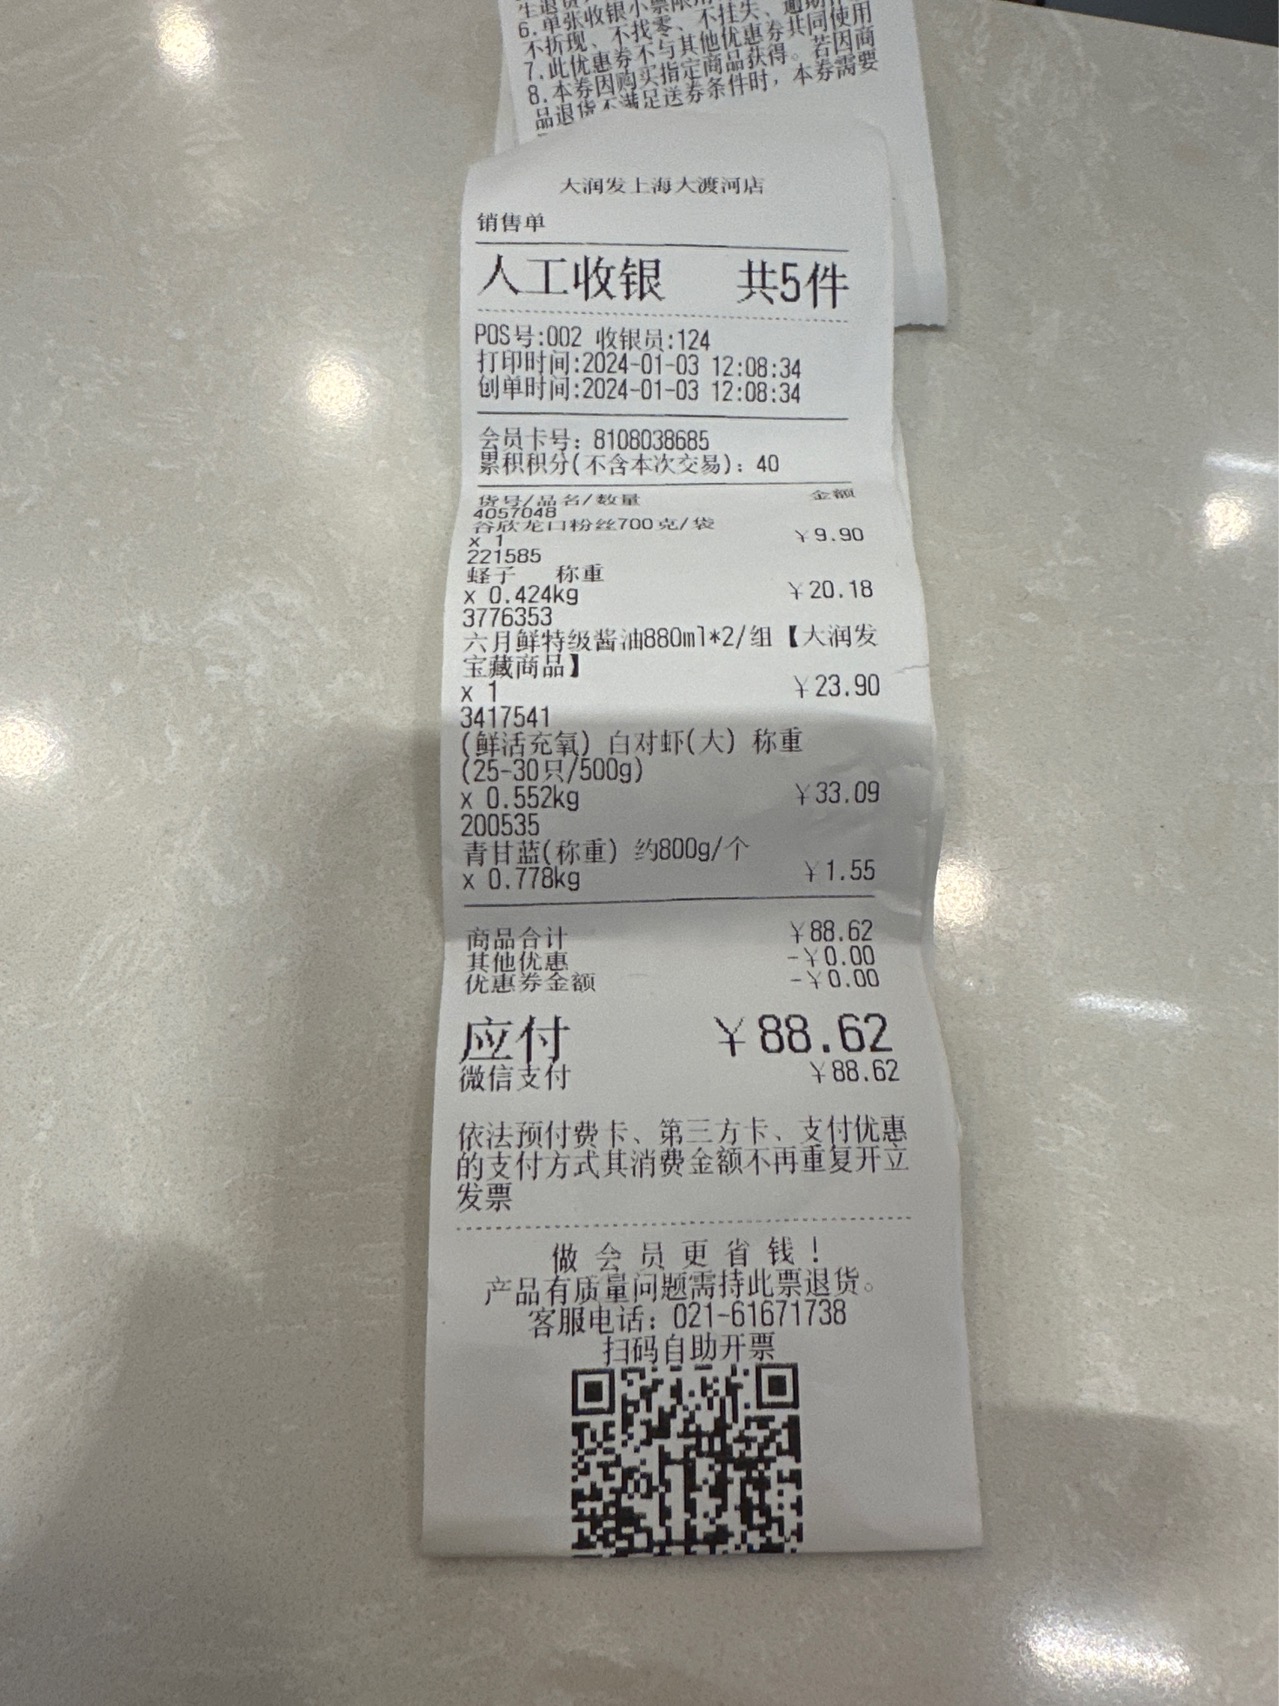 6.单张收银小票限
不折现、不找零、不挂失、
7.此优惠券不与其他优惠券共同使用
8.本券因购买指定商品获得。若因商
品退货不满足送券条件时，本券需要
大润发上海大渡河店
销售单
人工收银 共5件
POS号:002 收银员:124
打印时间:2024-01-03 12:08:34
创单时间:2024-01-03 12:08:34
会员卡号: 8108038685
累积积分(不含本次交易): 40
货号/品名/数量 金额
4057048
谷欣龙口粉丝700克/袋
x 1 ￥9.90
221585
蛏子 称重
x 0.424kg ￥20.18
3776353
六月鲜特级酱油880ml*2/组【大润发
宝藏商品】
x 1 ￥23.90
3417541
(鲜活充氧) 白对虾(大) 称重
(25-30只/500g)
x 0.552kg ￥33.09
200535
青甘蓝(称重) 约800g/个
x 0.778kg ￥1.55
商品合计 ￥88.62
其他优惠 -￥0.00
优惠券金额 -￥0.00
应付 ￥88.62
微信支付 ￥88.62
依法预付费卡、第三方卡、支付优惠
的支付方式其消费金额不再重复开立
发票
做会员更省钱!
产品有质量问题需持此票退货。
客服电话: 021-61671738
扫码自助开票